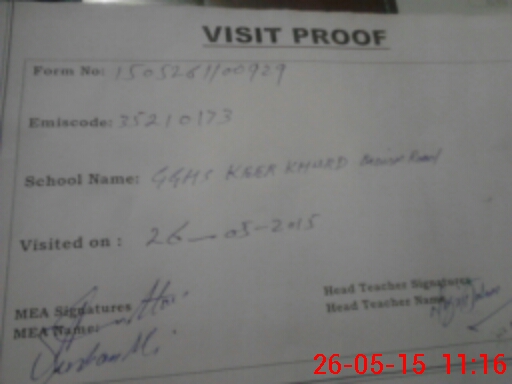 VISIT PROOF
Form No: 1505261100929
Emiscode: 35210173
School Name: GGHS KEER KHURD
Visited on : 26-05-2015
MEA Signatures
MEA Name:
Head Teacher Signatures
Head Teacher Name
26-05-15 11:16